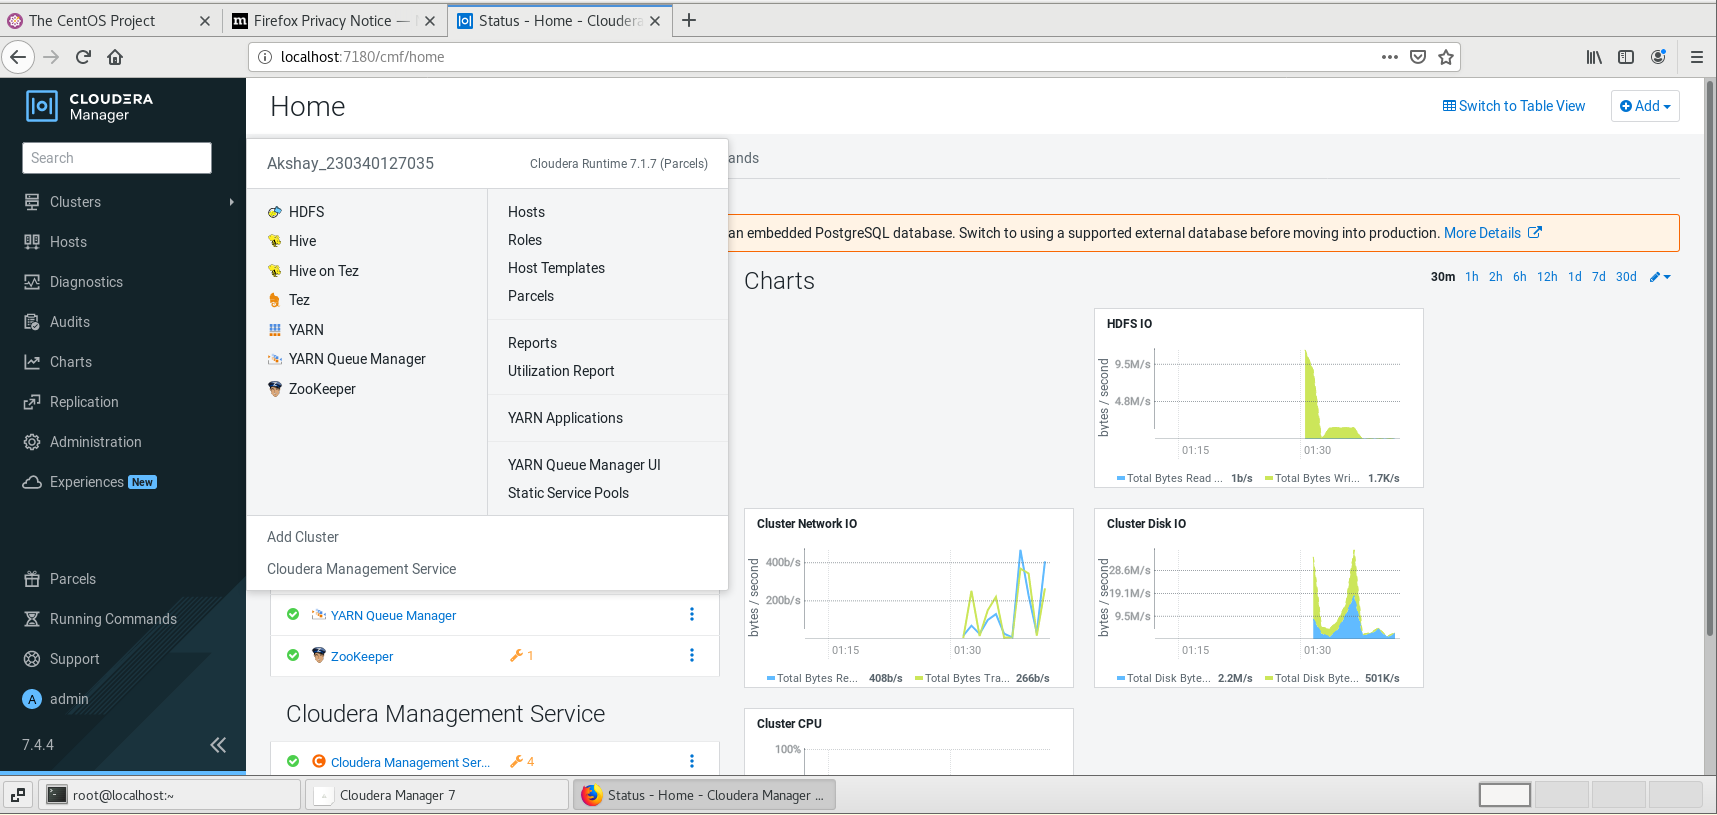 The CentOS Project
Firefox Privacy Notice —
Status - Home - Cloudera
localhost:7180/cmf/home
CLOUDERA
Manager
Search
Clusters
Hosts
Diagnostics
Audits
Charts
Replication
Administration
Experiences New
Parcels
Running Commands
Support
A admin
7.4.4
Home
Switch to Table View
Add
Akshay_230340127035
Cloudera Runtime 7.1.7 (Parcels)
HDFS
Hive
Hive on Tez
Tez
YARN
YARN Queue Manager
ZooKeeper
Hosts
Roles
Host Templates
Parcels
Reports
Utilization Report
YARN Applications
YARN Queue Manager UI
Static Service Pools
Add Cluster
Cloudera Management Service
ands
an embedded PostgreSQL database. Switch to using a supported external database before moving into production. More Details
YARN Queue Manager
ZooKeeper 1
Cloudera Management Service
Cloudera Management Ser... 4
Charts
30m 1h 2h 6h 12h 1d 7d 30d
HDFS IO
bytes / second
9.5M/s
4.8M/s
01:15 01:30
Total Bytes Read ... 1b/s Total Bytes Wri... 1.7K/s
Cluster Network IO
bytes / second
400b/s
200b/s
01:15 01:30
Total Bytes Re... 408b/s Total Bytes Tra... 266b/s
Cluster Disk IO
bytes / second
28.6M/s
19.1M/s
9.5M/s
01:15 01:30
Total Disk Byte... 2.2M/s Total Disk Byte... 501K/s
Cluster CPU
100%
root@localhost:~
Cloudera Manager 7
Status - Home - Cloudera Manager ...